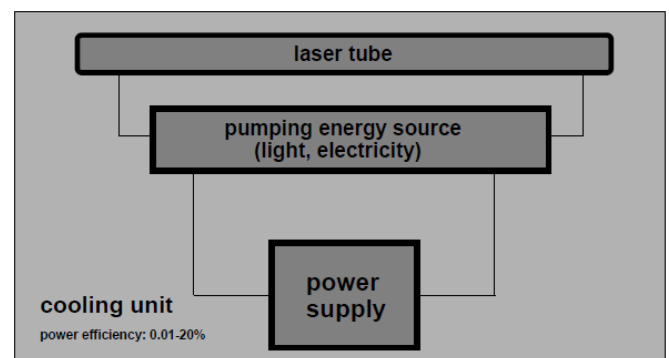 laser tube
pumping energy source
(light, electricity)
power
supply
cooling unit
power efficiency: 0.01-20%